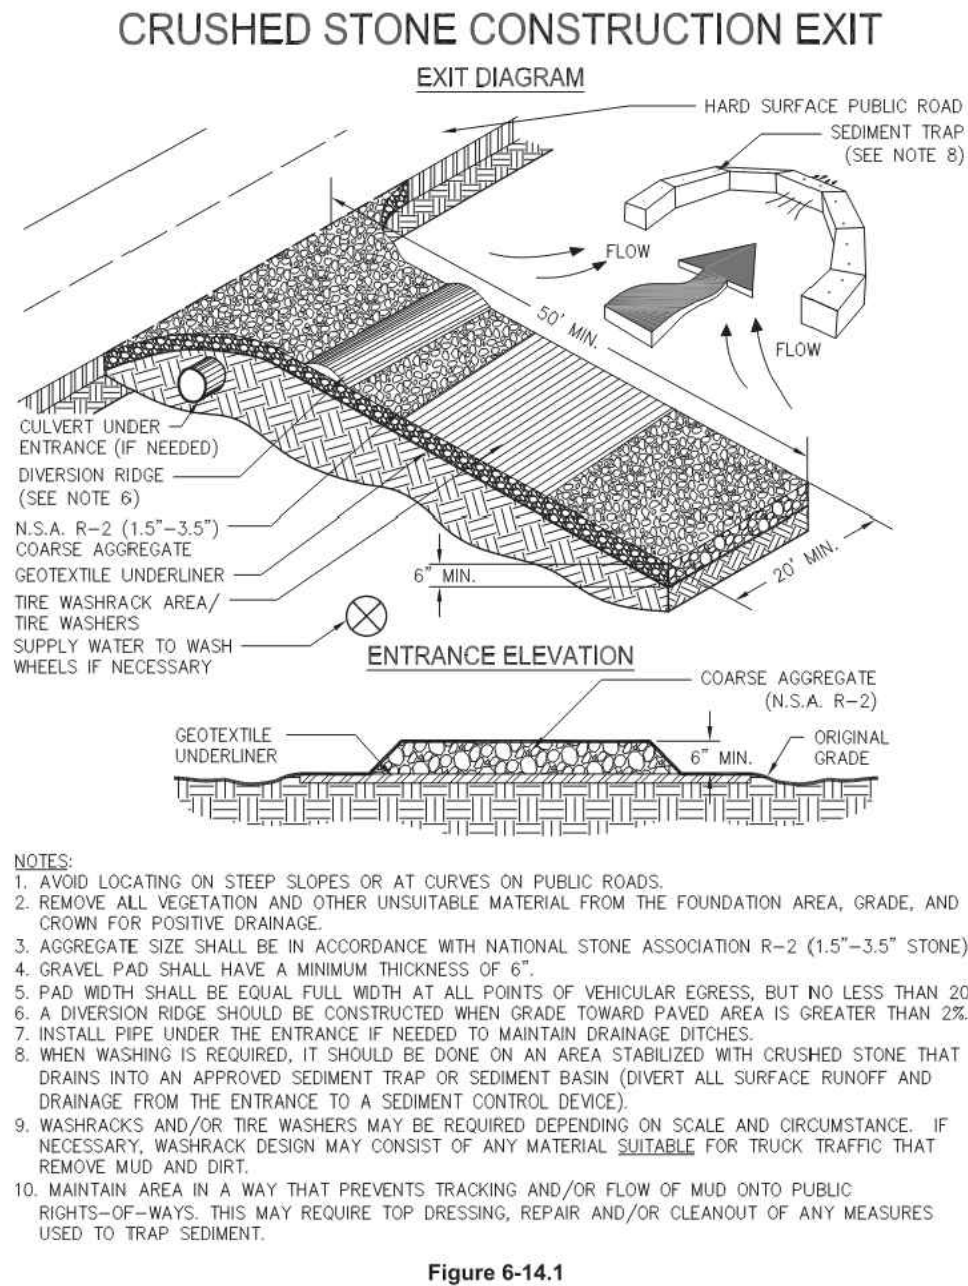 CRUSHED STONE CONSTRUCTION EXIT
EXIT DIAGRAM
HARD SURFACE PUBLIC ROAD
SEDIMENT TRAP
(SEE NOTE 8)
FLOW
50' MIN.
FLOW
CULVERT UNDER
ENTRANCE (IF NEEDED)
DIVERSION RIDGE
(SEE NOTE 6)
N.S.A. R-2 (1.5"-3.5")
COARSE AGGREGATE
GEOTEXTILE UNDERLINER
TIRE WASHRACK AREA/
TIRE WASHERS
SUPPLY WATER TO WASH
WHEELS IF NECESSARY
6" MIN.
20' MIN.
ENTRANCE ELEVATION
COARSE AGGREGATE
(N.S.A. R-2)
GEOTEXTILE
UNDERLINER
6" MIN.
ORIGINAL
GRADE
NOTES:
1. AVOID LOCATING ON STEEP SLOPES OR AT CURVES ON PUBLIC ROADS.
2. REMOVE ALL VEGETATION AND OTHER UNSUITABLE MATERIAL FROM THE FOUNDATION AREA, GRADE, AND
CROWN FOR POSITIVE DRAINAGE.
3. AGGREGATE SIZE SHALL BE IN ACCORDANCE WITH NATIONAL STONE ASSOCIATION R-2 (1.5"-3.5" STONE)
4. GRAVEL PAD SHALL HAVE A MINIMUM THICKNESS OF 6".
5. PAD WIDTH SHALL BE EQUAL FULL WIDTH AT ALL POINTS OF VEHICULAR EGRESS, BUT NO LESS THAN 20
6. A DIVERSION RIDGE SHOULD BE CONSTRUCTED WHEN GRADE TOWARD PAVED AREA IS GREATER THAN 2%.
7. INSTALL PIPE UNDER THE ENTRANCE IF NEEDED TO MAINTAIN DRAINAGE DITCHES.
8. WHEN WASHING IS REQUIRED, IT SHOULD BE DONE ON AN AREA STABILIZED WITH CRUSHED STONE THAT
DRAINS INTO AN APPROVED SEDIMENT TRAP OR SEDIMENT BASIN (DIVERT ALL SURFACE RUNOFF AND
DRAINAGE FROM THE ENTRANCE TO A SEDIMENT CONTROL DEVICE).
9. WASHRACKS AND/OR TIRE WASHERS MAY BE REQUIRED DEPENDING ON SCALE AND CIRCUMSTANCE. IF
NECESSARY, WASHRACK DESIGN MAY CONSIST OF ANY MATERIAL SUITABLE FOR TRUCK TRAFFIC THAT
REMOVE MUD AND DIRT.
10. MAINTAIN AREA IN A WAY THAT PREVENTS TRACKING AND/OR FLOW OF MUD ONTO PUBLIC
RIGHTS-OF-WAYS. THIS MAY REQUIRE TOP DRESSING, REPAIR AND/OR CLEANOUT OF ANY MEASURES
USED TO TRAP SEDIMENT.
Figure 6-14.1